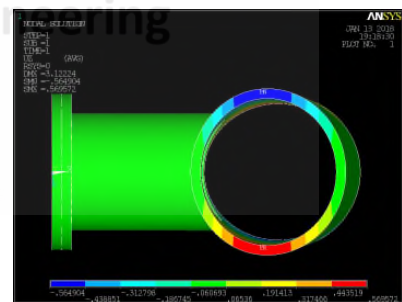 neering
1
ANSYS
NODAL SOLUTION
JAN 13 2018
19:18:30
PLOT NO. 1
STEP=1
SUB =1
TIME=1
(AVG)
RSYS=0
DMX =3.12224
SMN =-.564904
SMX =.569572
-.564904 -.312798 -.060693 .191413 .443519
-.438851 -.186745 .06536 .317466 .569572